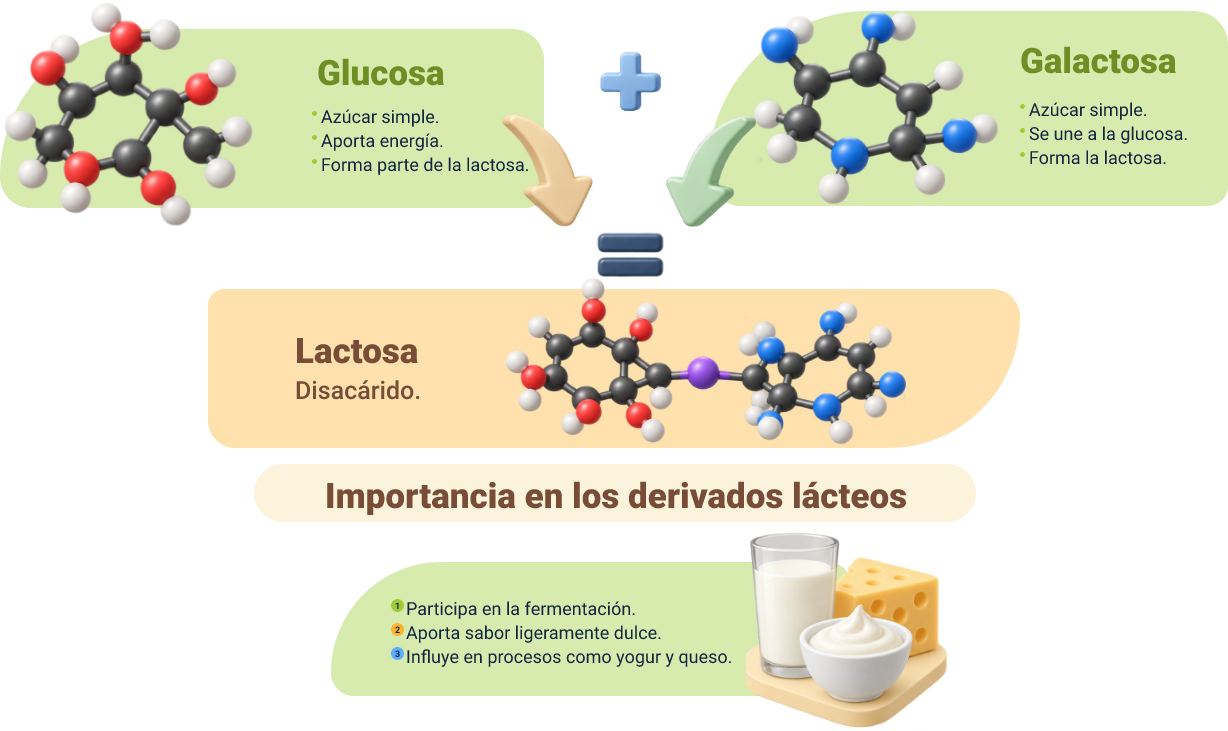 Glucosa
Azúcar simple.
Aporta energía.
Forma parte de la lactosa.
Galactosa
Azúcar simple.
Se une a la glucosa.
Forma la lactosa.
Lactosa
Disacárido.
Importancia en los derivados lácteos
1 Participa en la fermentación.
2 Aporta sabor ligeramente dulce.
3 Influye en procesos como yogur y queso.